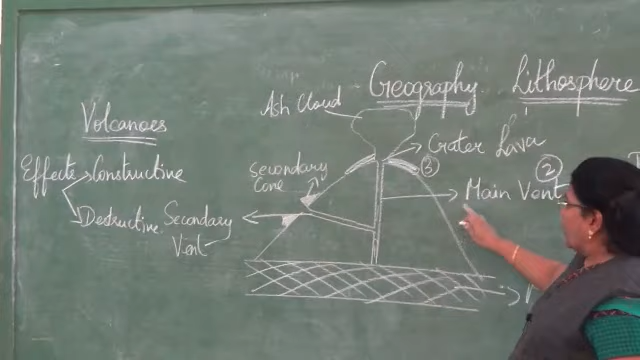 Geography Lithosphere
Ash Cloud
Volcanoes
Crater Lava
Secondary
Cone
③
②
Effects Constructive
Main Vent
Destructive
Secondary
Vent